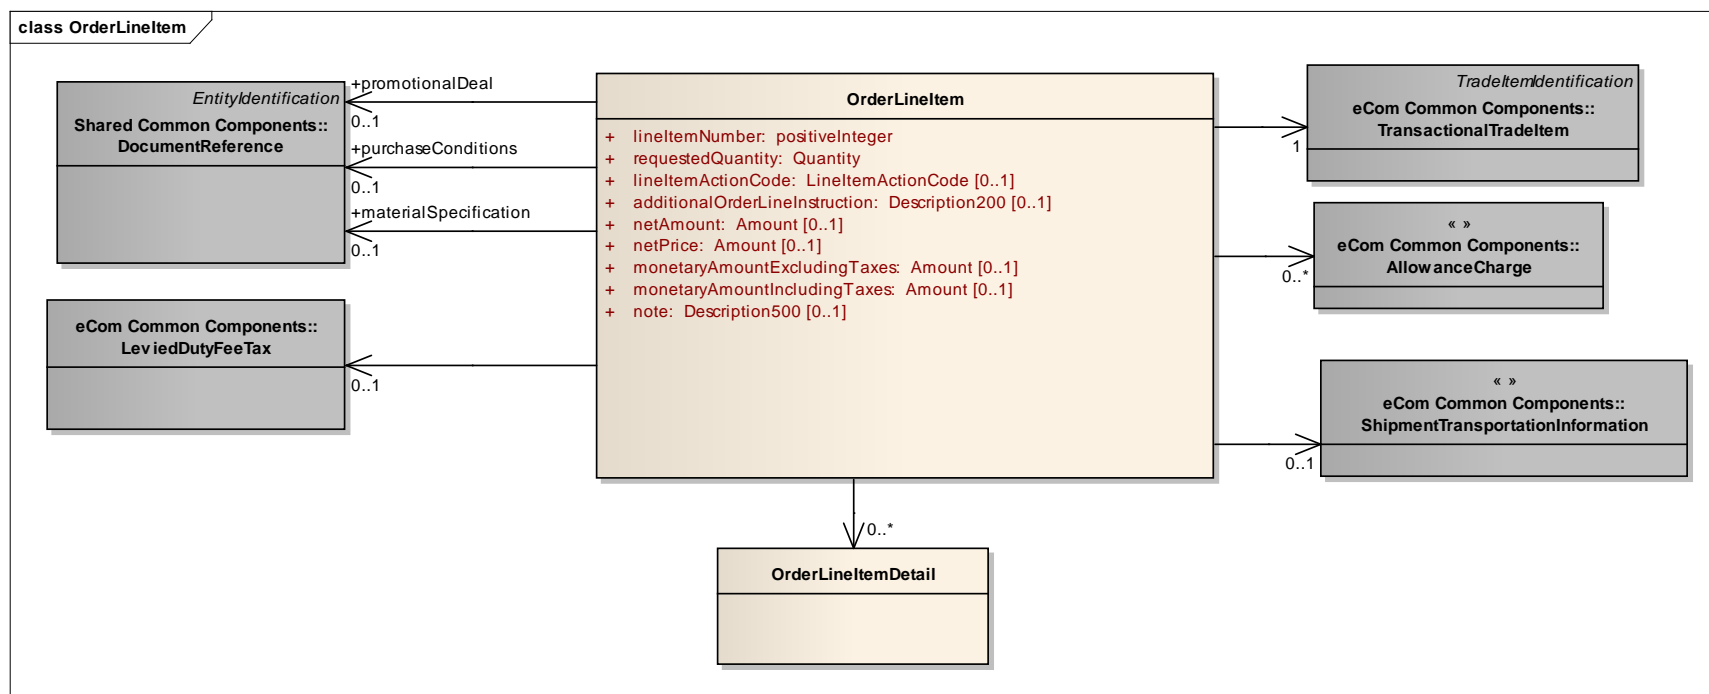 class OrderLineItem
EntityIdentification
Shared Common Components::
DocumentReference
+promotionalDeal
0..1
+purchaseConditions
0..1
+materialSpecification
0..1
eCom Common Components::
LeviedDutyFeeTax
0..1
OrderLineItem
+ lineItemNumber: positiveInteger
+ requestedQuantity: Quantity
+ lineItemActionCode: LineItemActionCode [0..1]
+ additionalOrderLineInstruction: Description200 [0..1]
+ netAmount: Amount [0..1]
+ netPrice: Amount [0..1]
+ monetaryAmountExcludingTaxes: Amount [0..1]
+ monetaryAmountIncludingTaxes: Amount [0..1]
+ note: Description500 [0..1]
TradeItemIdentification
eCom Common Components::
TransactionalTradeItem
1
« »
eCom Common Components::
AllowanceCharge
0..*
« »
eCom Common Components::
ShipmentTransportationInformation
0..1
0..*
OrderLineItemDetail